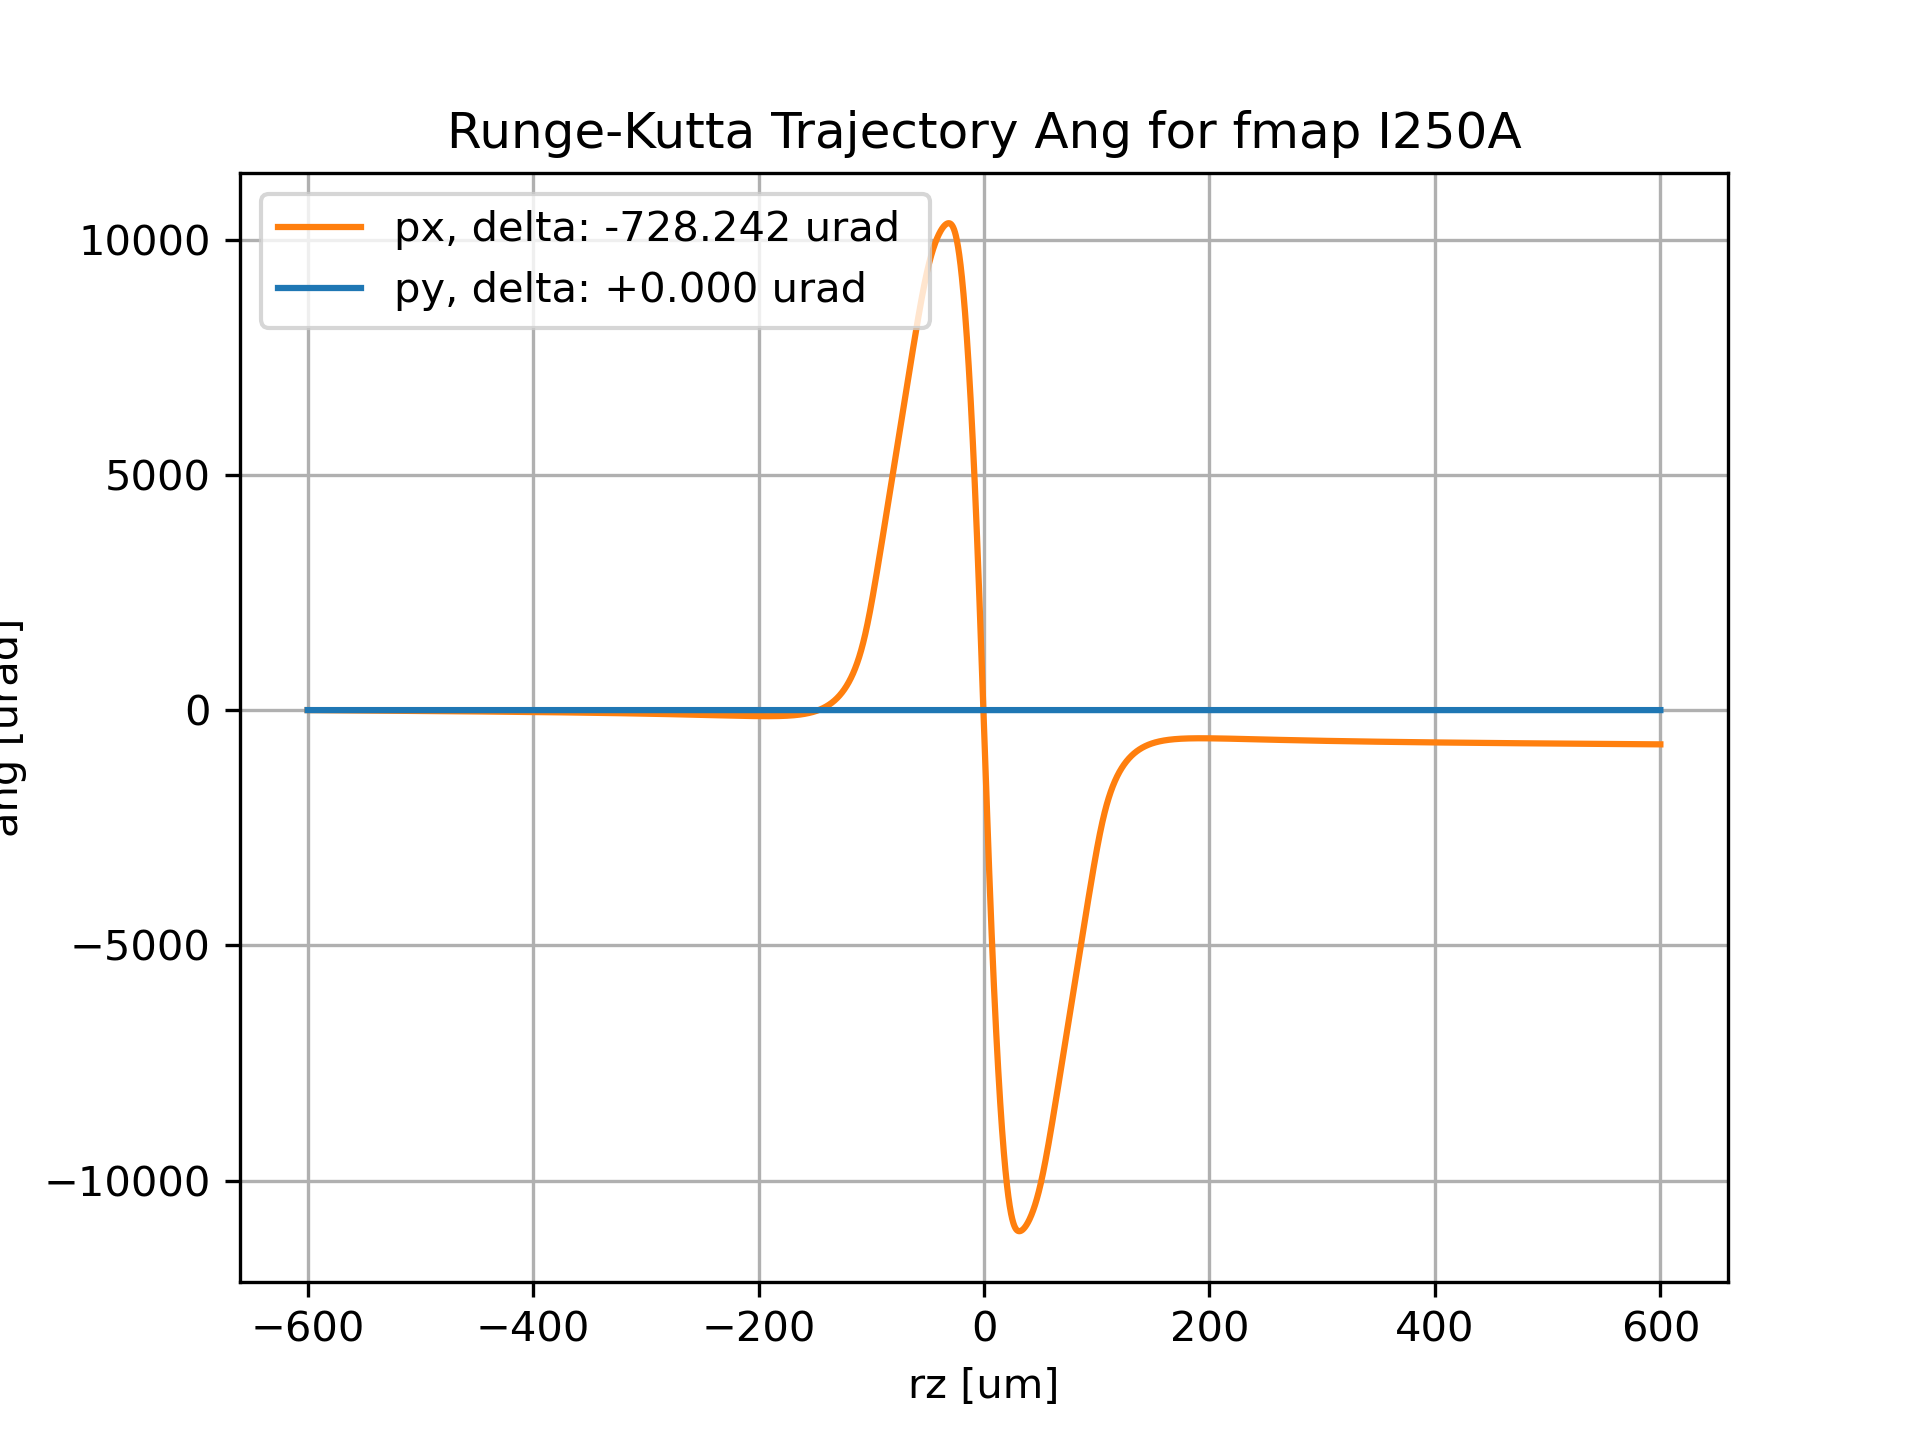 Runge-Kutta Trajectory Ang for fmap I250A
px, delta: -728.242 urad
py, delta: +0.000 urad
10000
5000
0
−5000
−10000
ang [urad]
−600 −400 −200 0 200 400 600
rz [um]